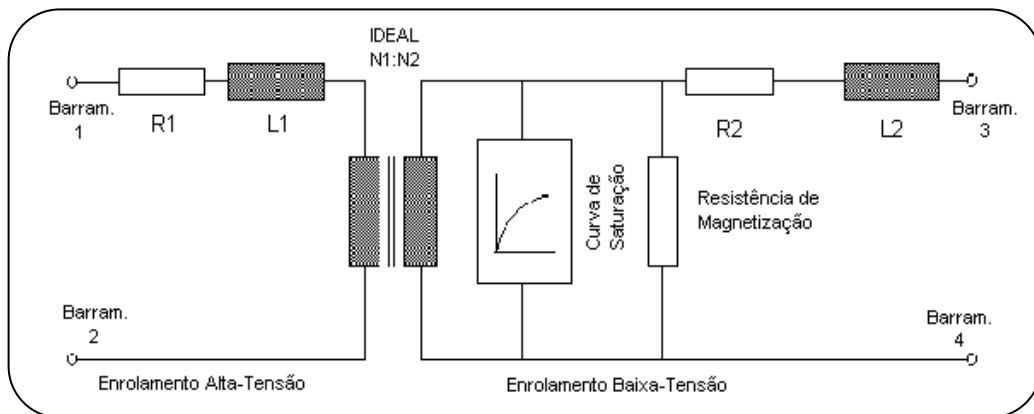 IDEAL
N1:N2
Barram.
1
R1
L1
R2
L2
Barram.
3
Curva de
Saturação
Resistência de
Magnetização
Barram.
2
Barram.
4
Enrolamento Alta-Tensão
Enrolamento Baixa-Tensão